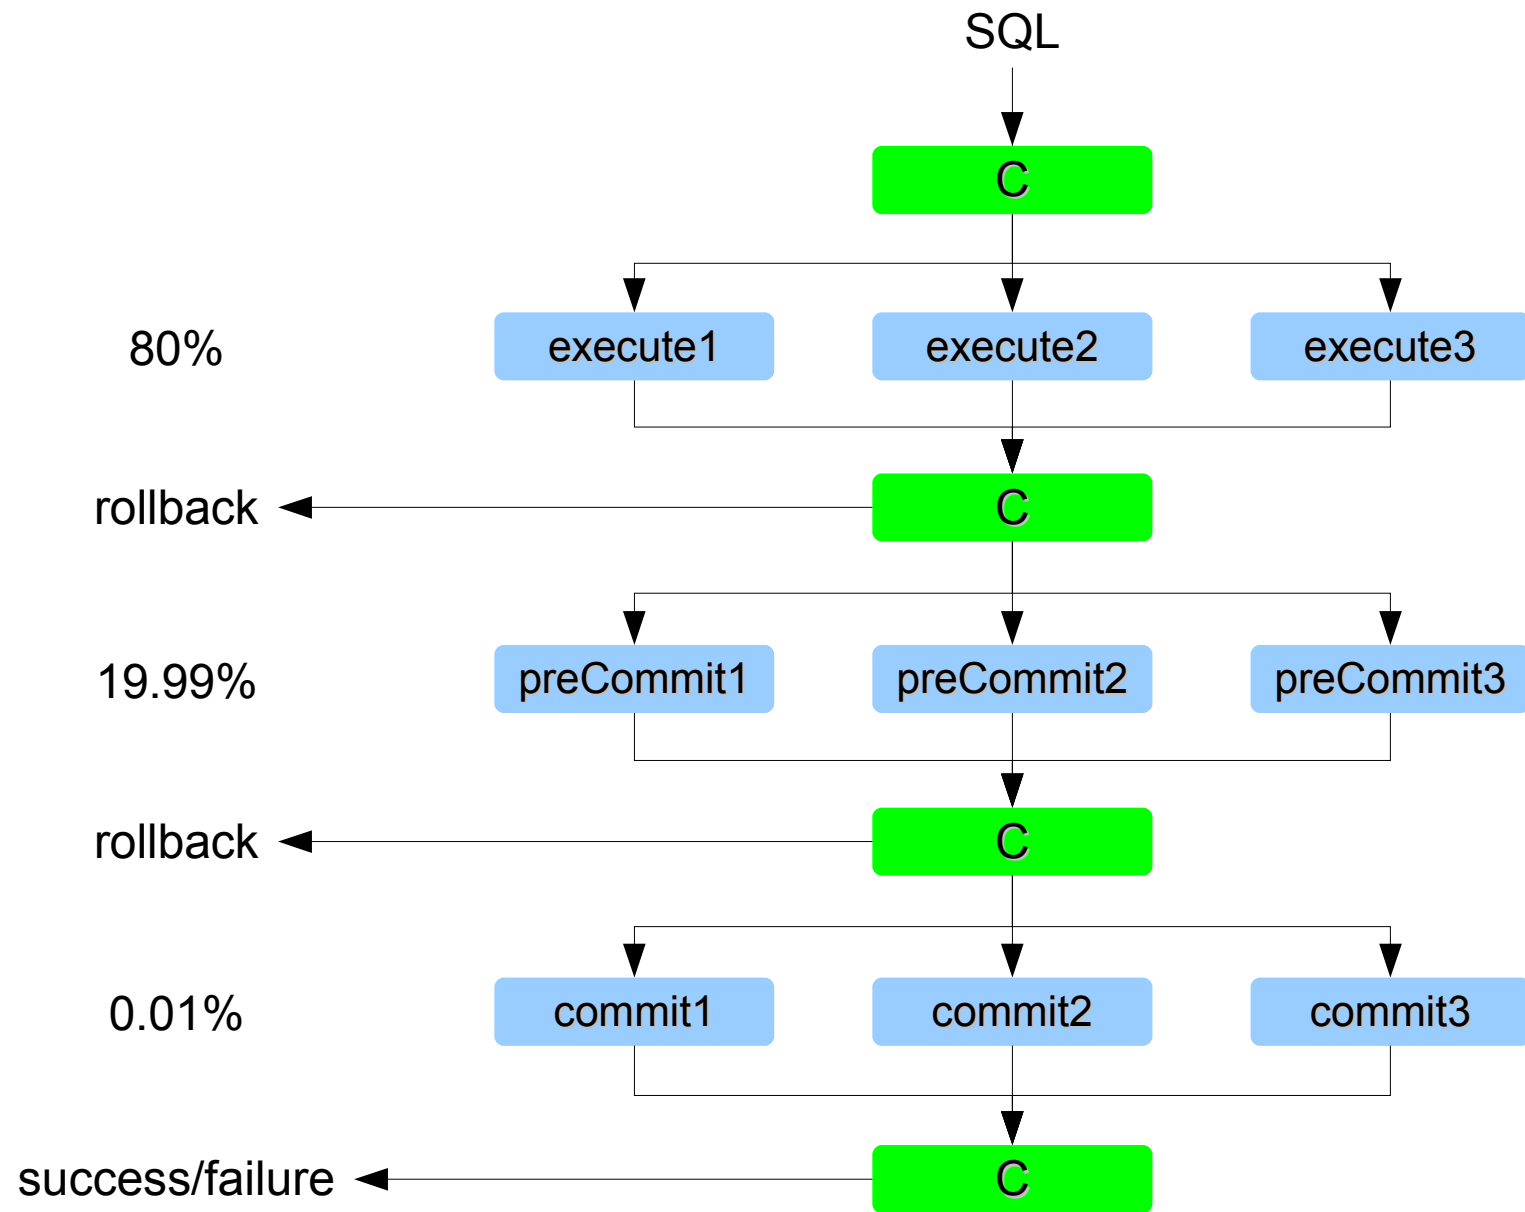 SQL
C
80%
execute1
execute2
execute3
rollback
C
19.99%
preCommit1
preCommit2
preCommit3
rollback
C
0.01%
commit1
commit2
commit3
success/failure
C